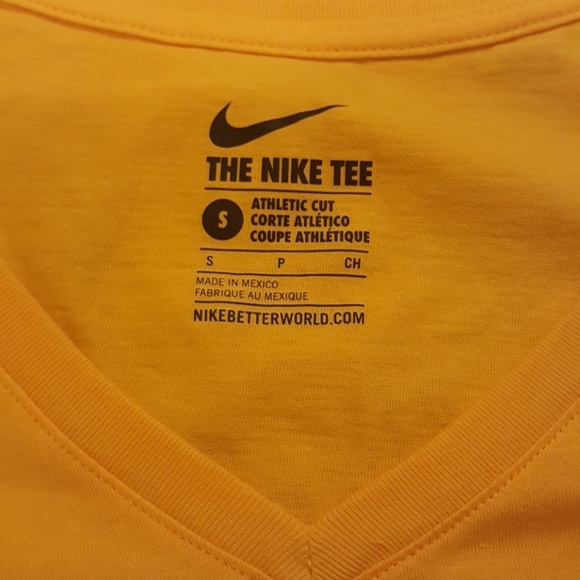 THE NIKE TEE
S
ATHLETIC CUT
CORTE ATLÉTICO
COUPE ATHLÉTIQUE
S P CH
MADE IN MEXICO
FABRIQUE AU MEXIQUE
NIKEBETTERWORLD.COM